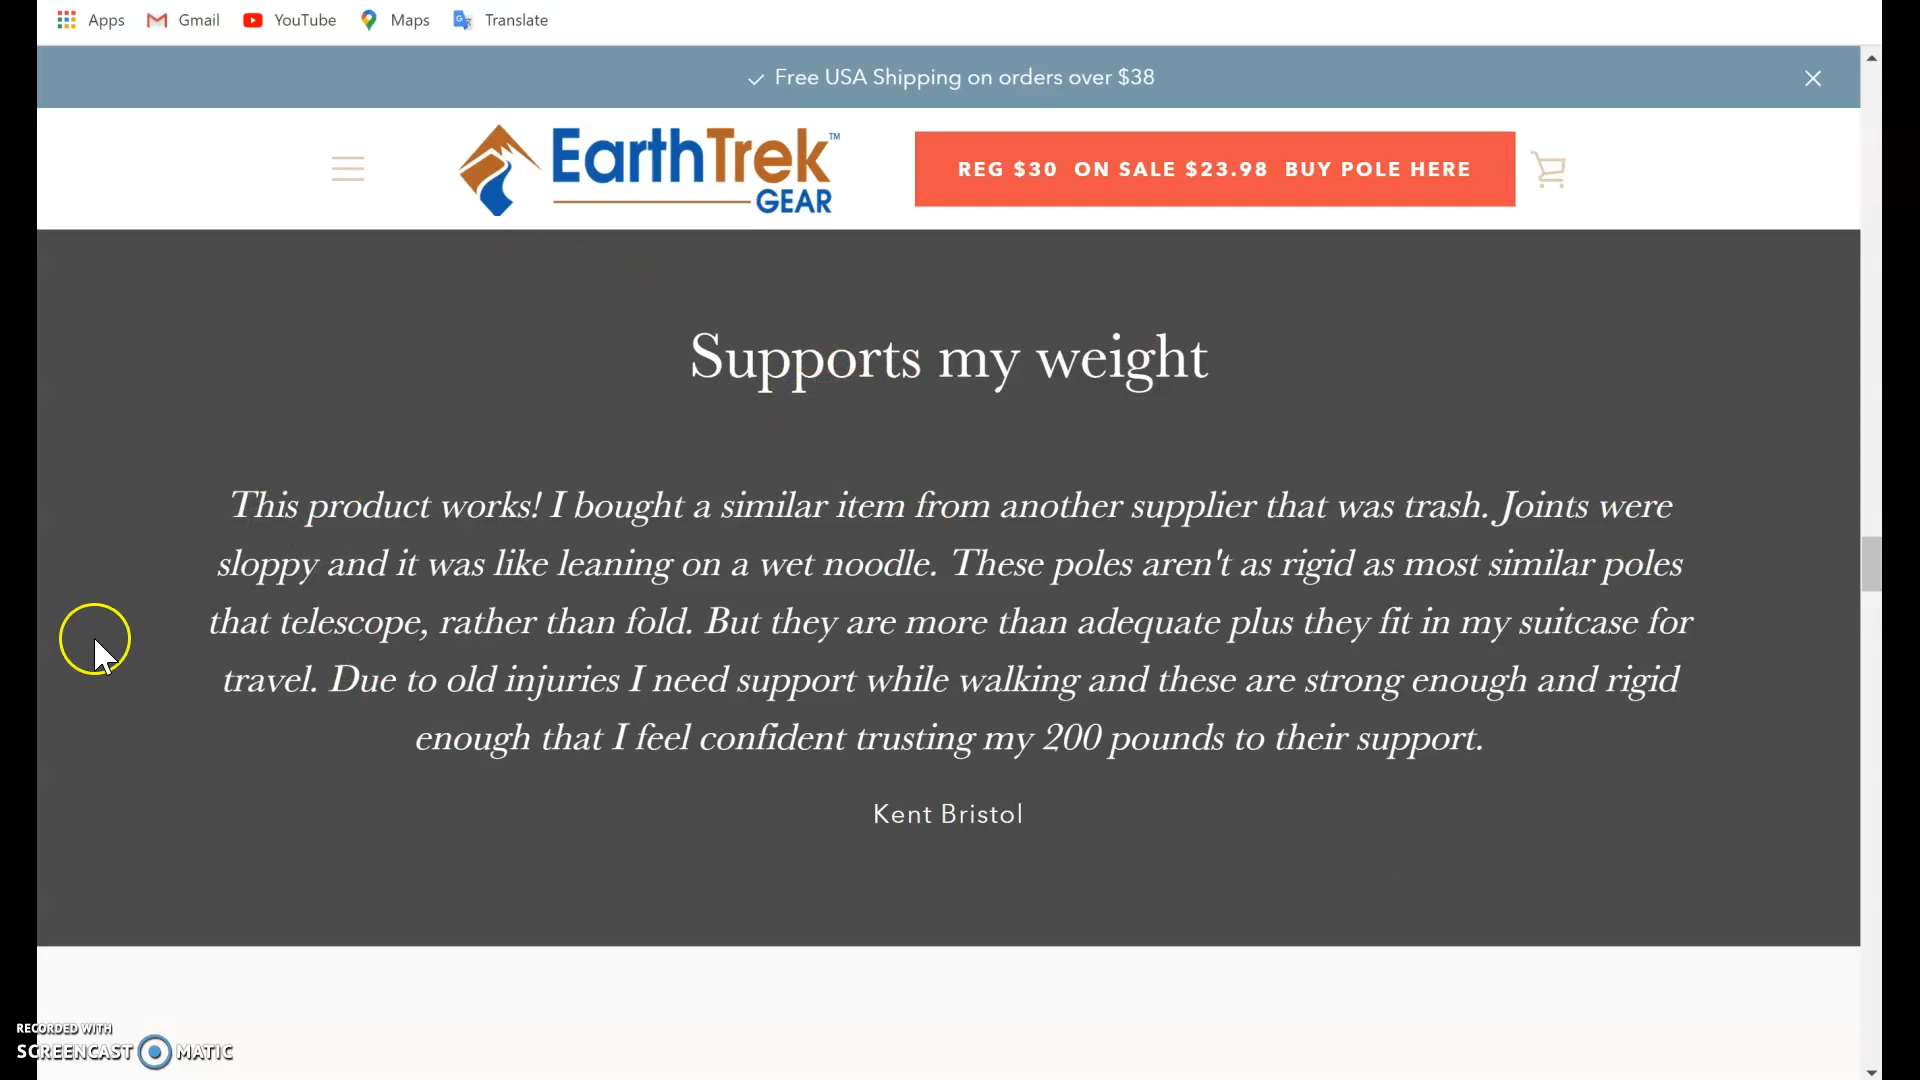 Apps Gmail YouTube Maps Translate
Free USA Shipping on orders over $38
EarthTrek™
GEAR
REG $30 ON SALE $23.98 BUY POLE HERE
Supports my weight
This product works! I bought a similar item from another supplier that was trash. Joints were
sloppy and it was like leaning on a wet noodle. These poles aren't as rigid as most similar poles
that telescope, rather than fold. But they are more than adequate plus they fit in my suitcase for
travel. Due to old injuries I need support while walking and these are strong enough and rigid
enough that I feel confident trusting my 200 pounds to their support.
Kent Bristol
RECORDED WITH
SCREENCAST MATIC